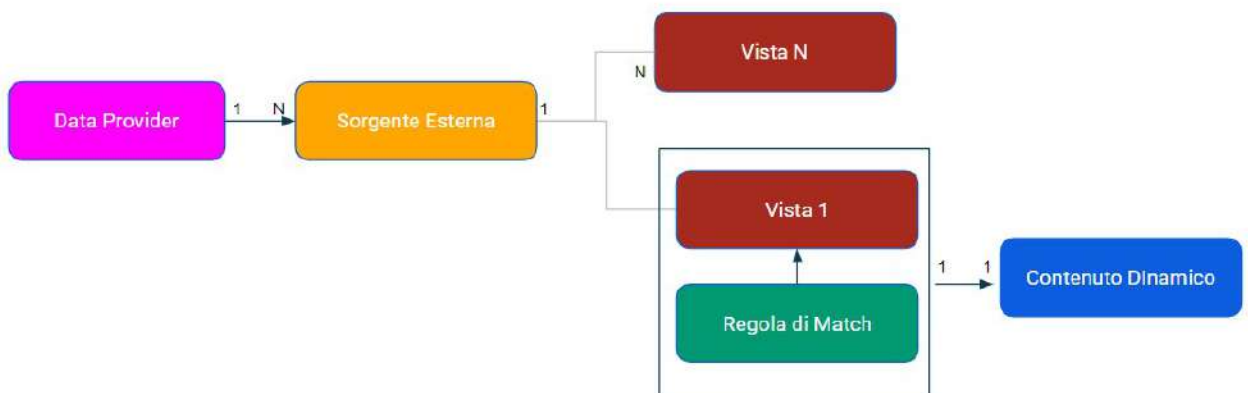 Vista N
N
Data Provider
1
N
Sorgente Esterna
1
Vista 1
1
1
Contenuto DInamico
Regola di Match